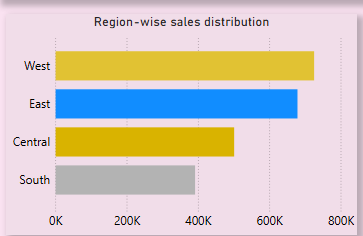 Region-wise sales distribution
West
East
Central
South
0K 200K 400K 600K 800K